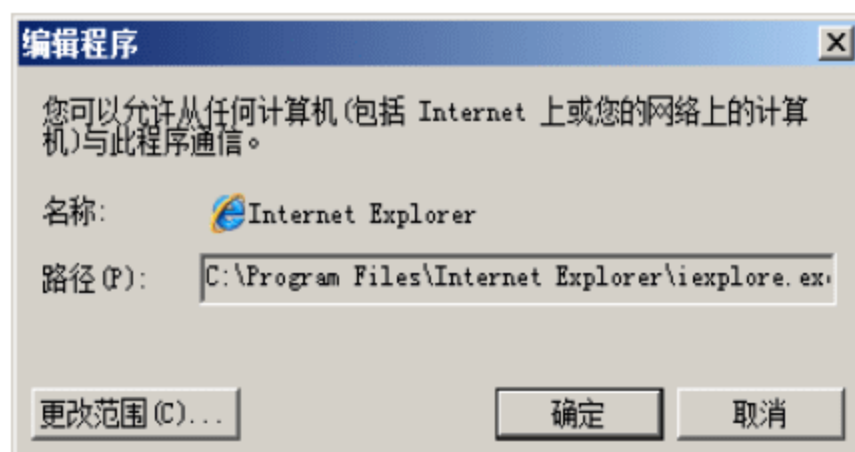 编辑程序
您可以允许从任何计算机(包括 Internet 上或您的网络上的计算
机)与此程序通信。
名称: Internet Explorer
路径(P): C:\Program Files\Internet Explorer\iexplore.ex
更改范围(C)... 确定 取消